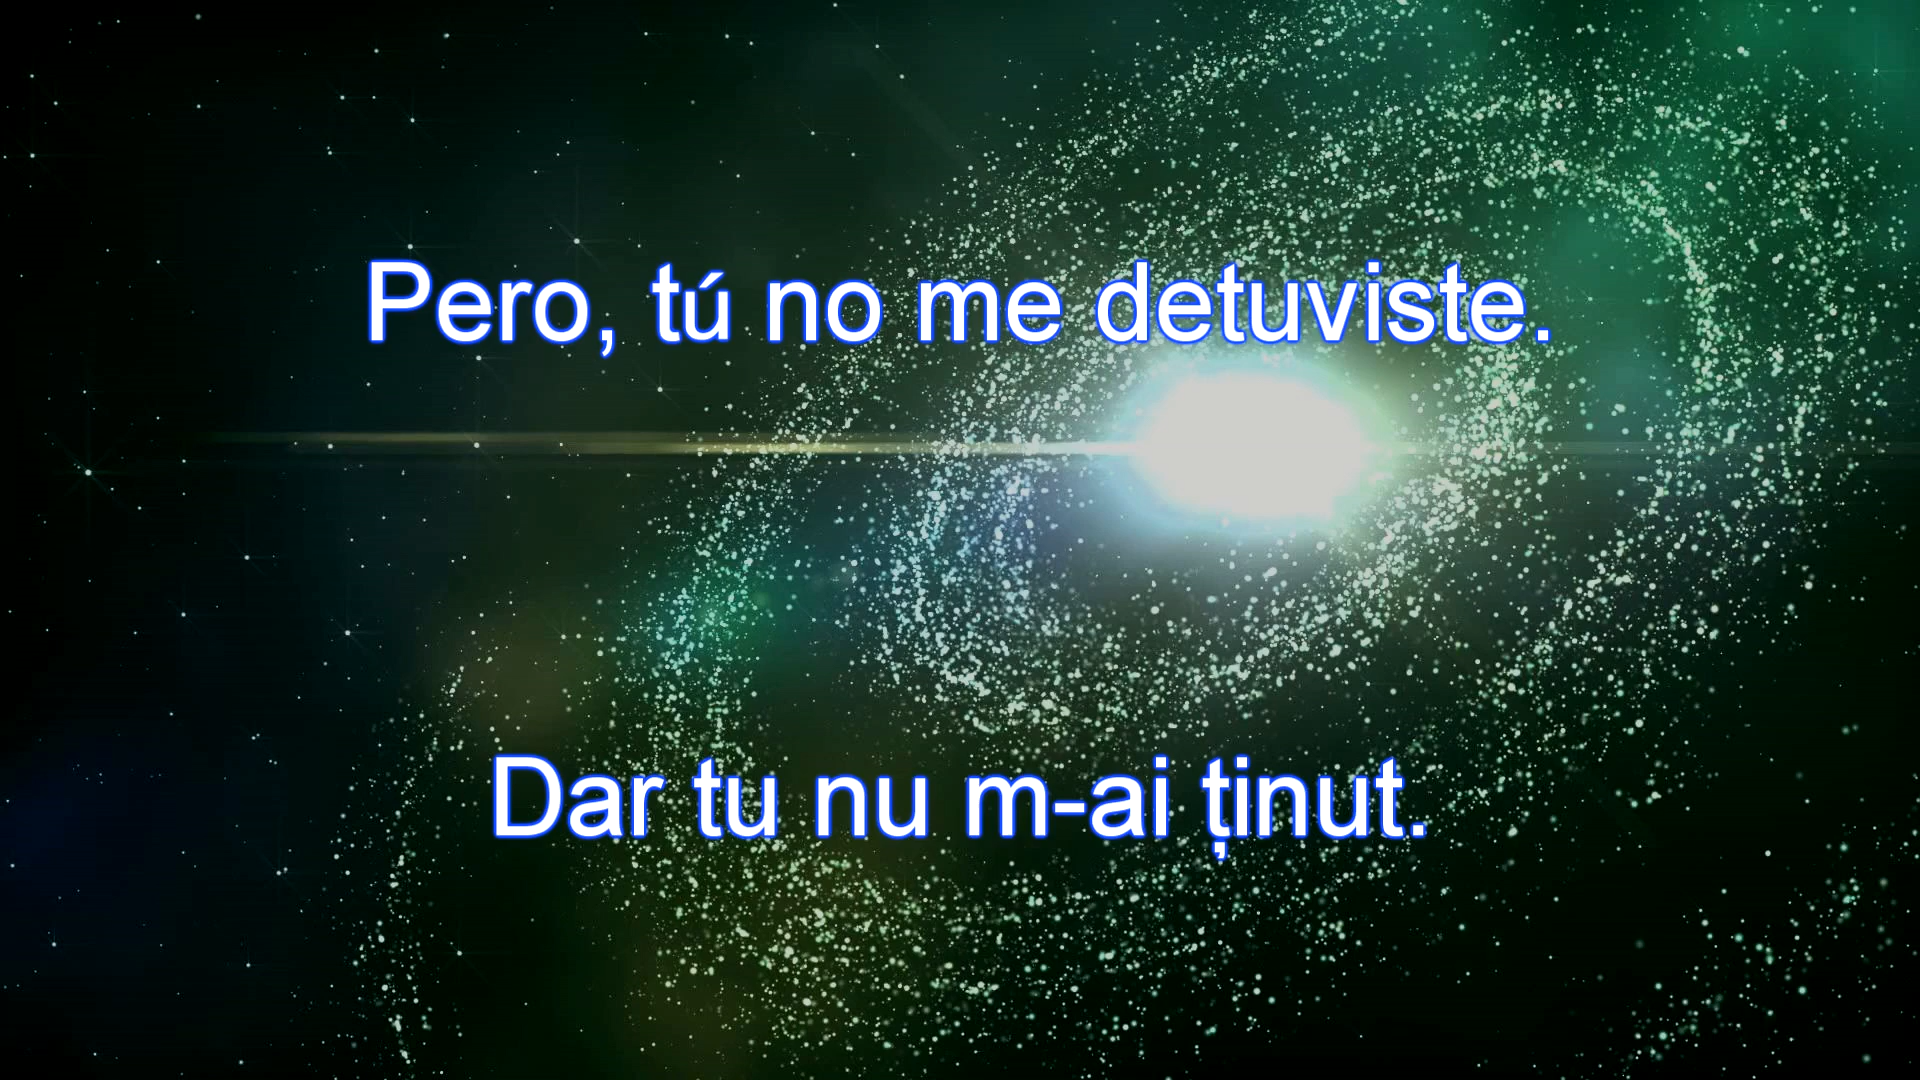 Pero, tú no me detuviste.
Dar tu nu m-ai ținut.